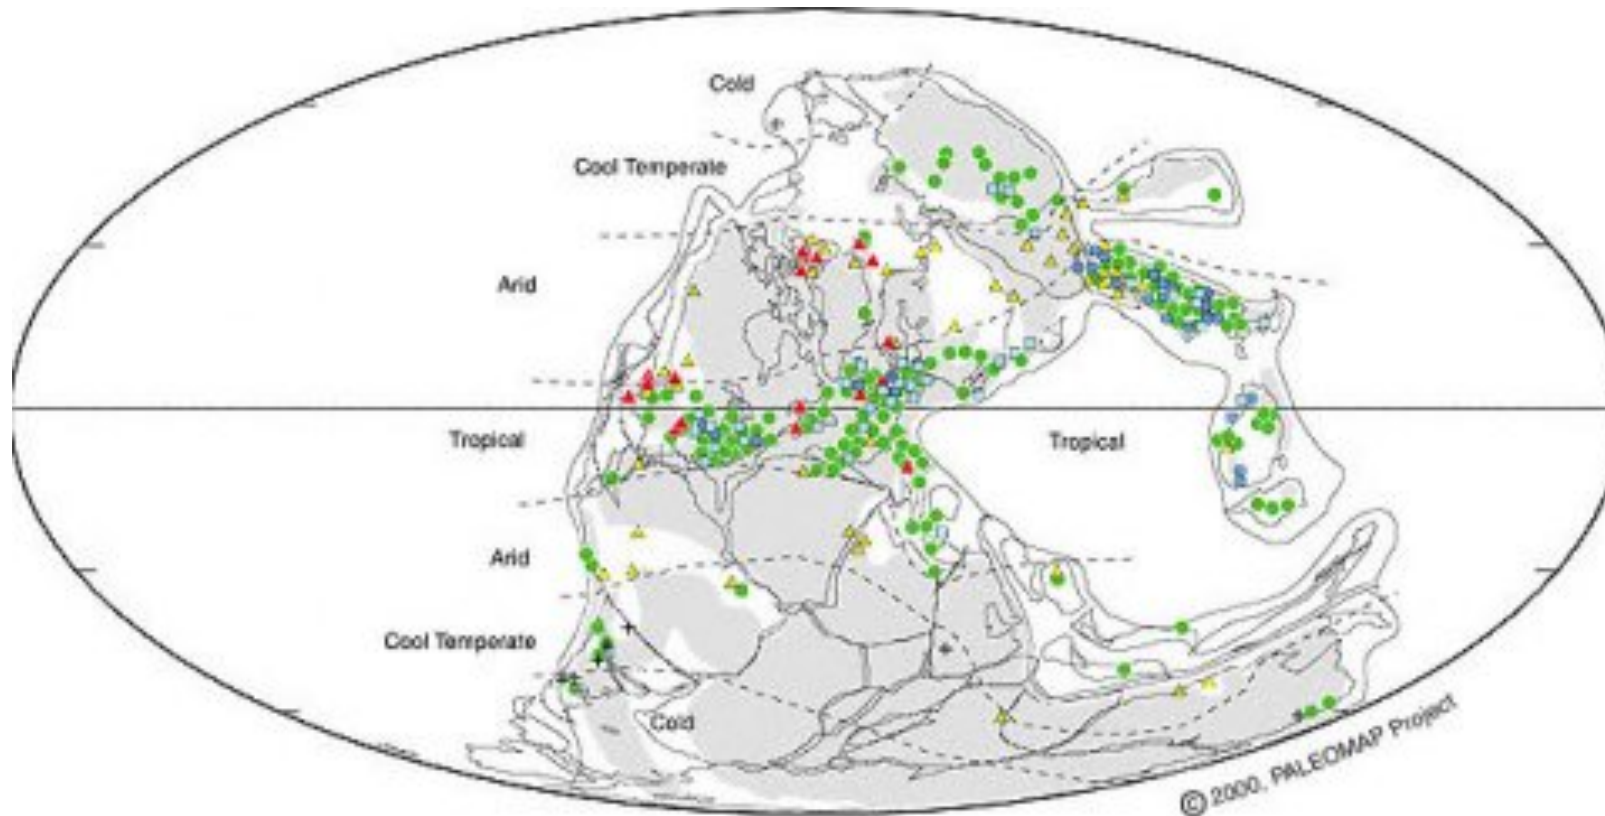 Cold
Cool Temperate
Arid
Tropical
Tropical
Arid
Cool Temperate
Cold
© 2000, PALEOMAP Project